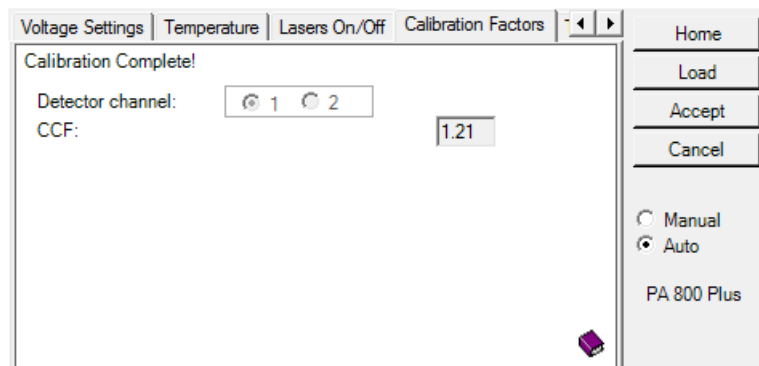 Voltage Settings Temperature Lasers On/Off Calibration Factors
Calibration Complete!
Detector channel: 1 2
CCF: 1.21
Home
Load
Accept
Cancel
Manual
Auto
PA 800 Plus